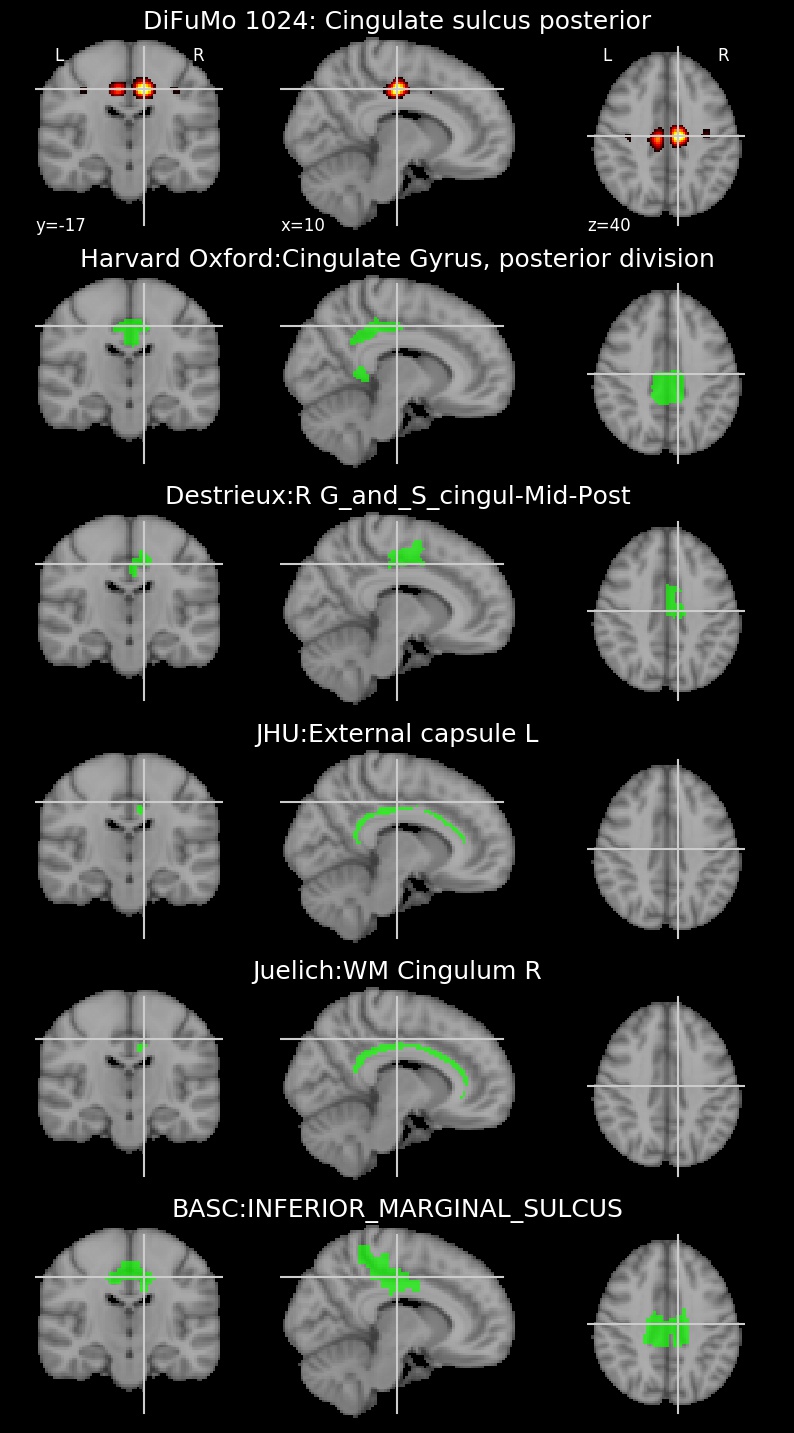 DiFuMo 1024: Cingulate sulcus posterior
L R L R
y=-17 x=10 z=40
Harvard Oxford:Cingulate Gyrus, posterior division
Destrieux:R G_and_S_cingul-Mid-Post
JHU:External capsule L
Juelich:WM Cingulum R
BASC:INFERIOR_MARGINAL_SULCUS